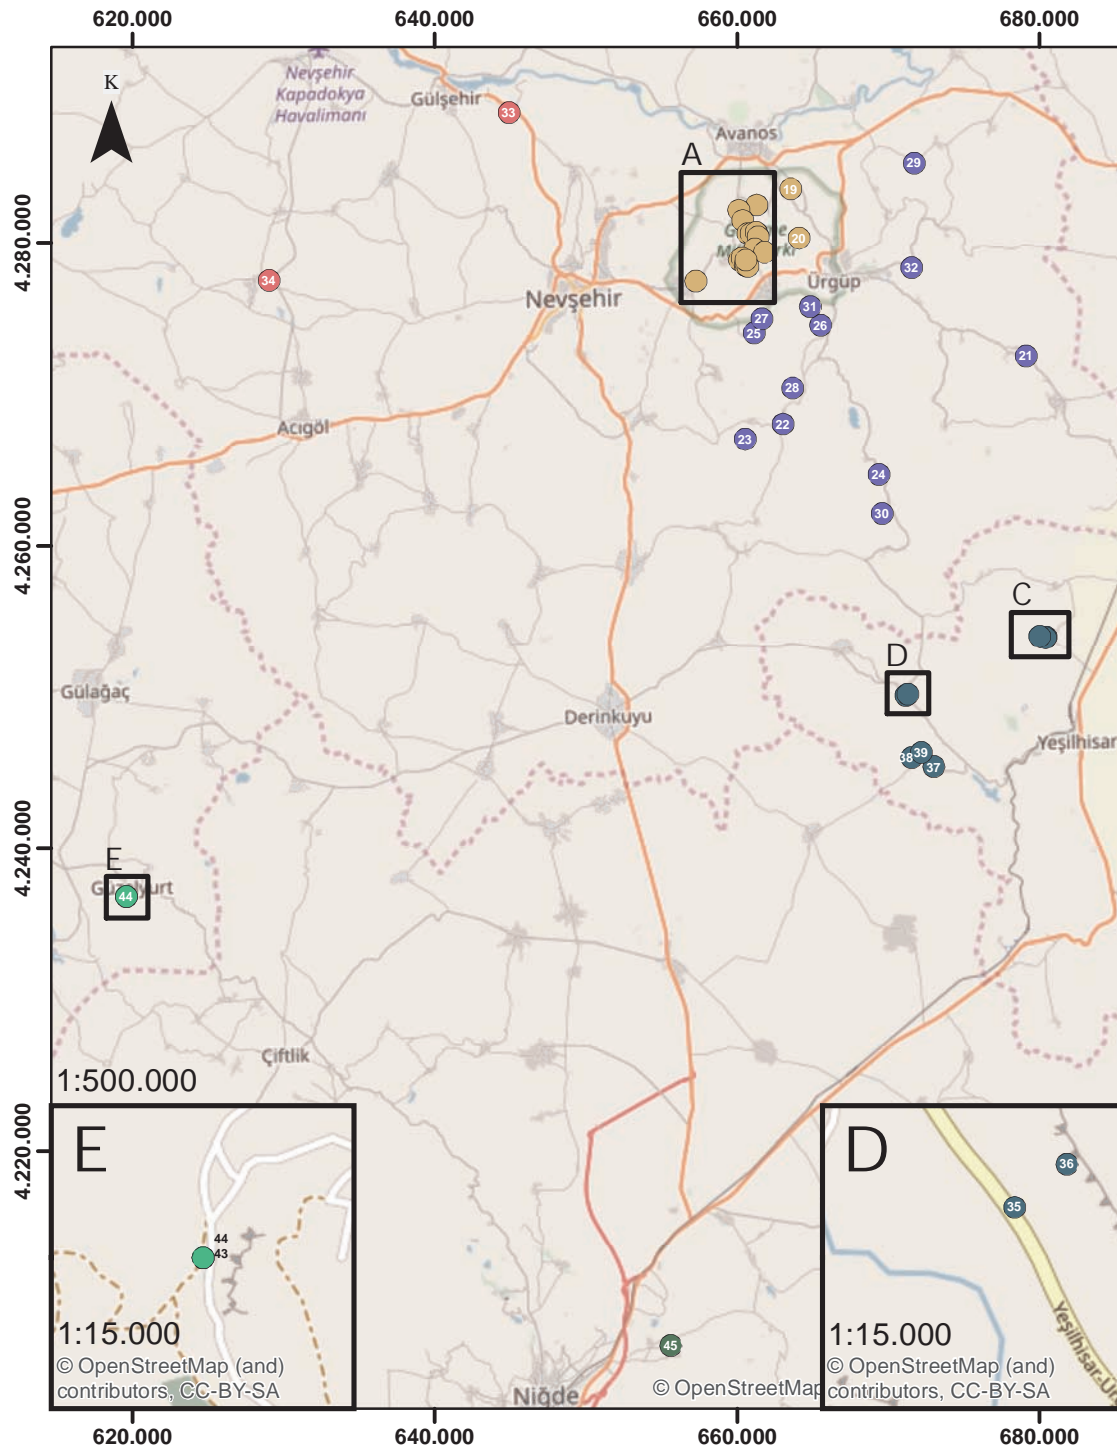 620.000
640.000
660.000
680.000
K
Nevşehir
Kapadokya
Havalimanı
Gülşehir
33
Avanos
A
29
19
4.280.000
20
34
32
Ürgüp
Nevşehir
31
27
26
25
21
28
Acıgöl
22
23
24
30
4.260.000
C
D
Gülağaç
Derinkuyu
Yeşilhisar
39
38
37
4.240.000
E
44
Çiftlik
1:500.000
4.220.000
E
44
43
1:15.000
© OpenStreetMap (and)
contributors, CC-BY-SA
D
36
35
1:15.000
© OpenStreetMap (and)
contributors, CC-BY-SA
45
Niğde
© OpenStreetMap
620.000
640.000
660.000
680.000